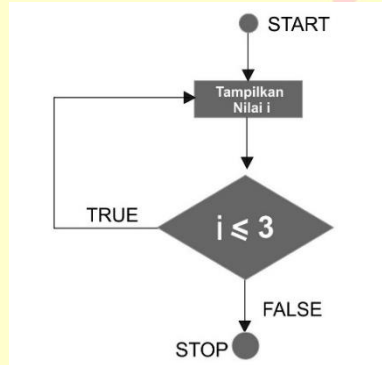 START
Tampilkan
Nilai i
i ≤ 3
TRUE
FALSE
STOP